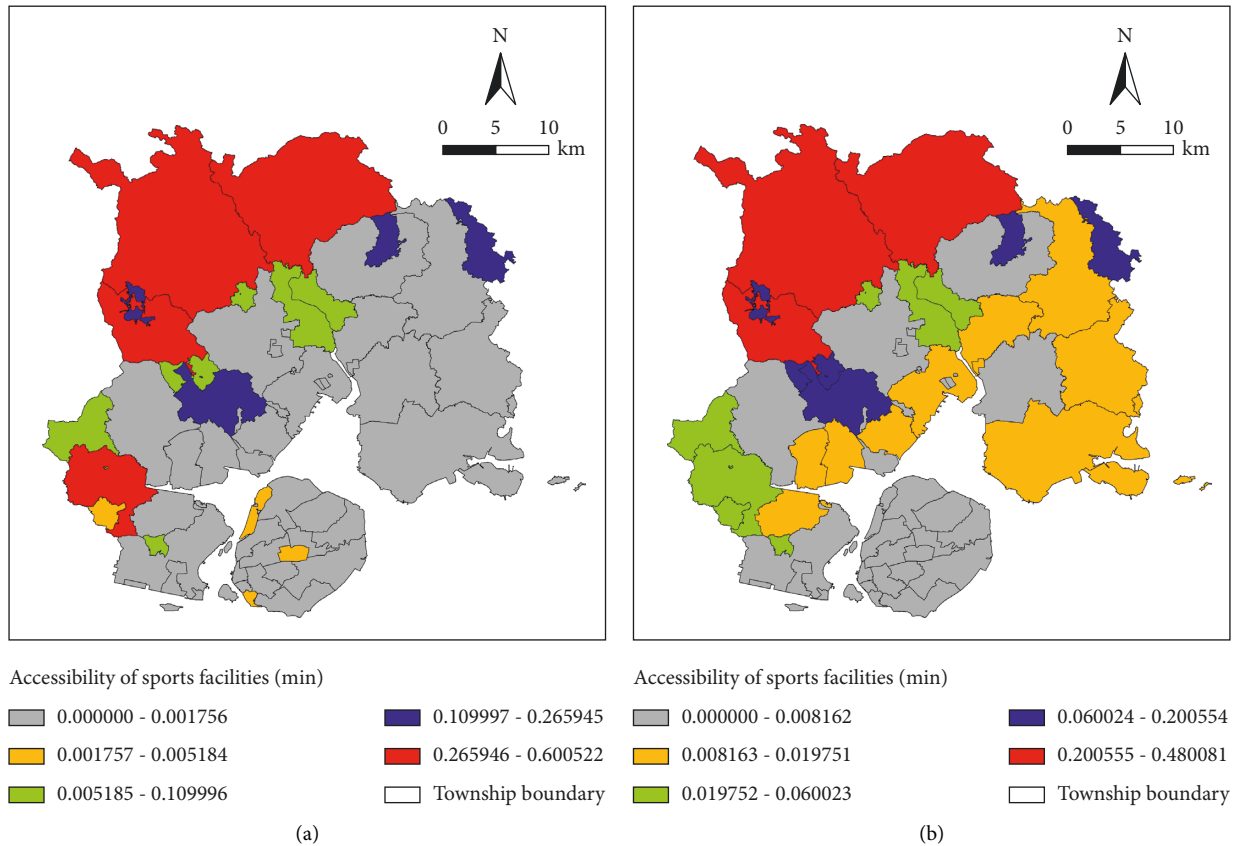 N
0 5 10
km
Accessibility of sports facilities (min)
0.000000 - 0.001756
0.001757 - 0.005184
0.005185 - 0.109996
0.109997 - 0.265945
0.265946 - 0.600522
Township boundary
(a)
N
0 5 10
km
Accessibility of sports facilities (min)
0.000000 - 0.008162
0.008163 - 0.019751
0.019752 - 0.060023
0.060024 - 0.200554
0.200555 - 0.480081
Township boundary
(b)